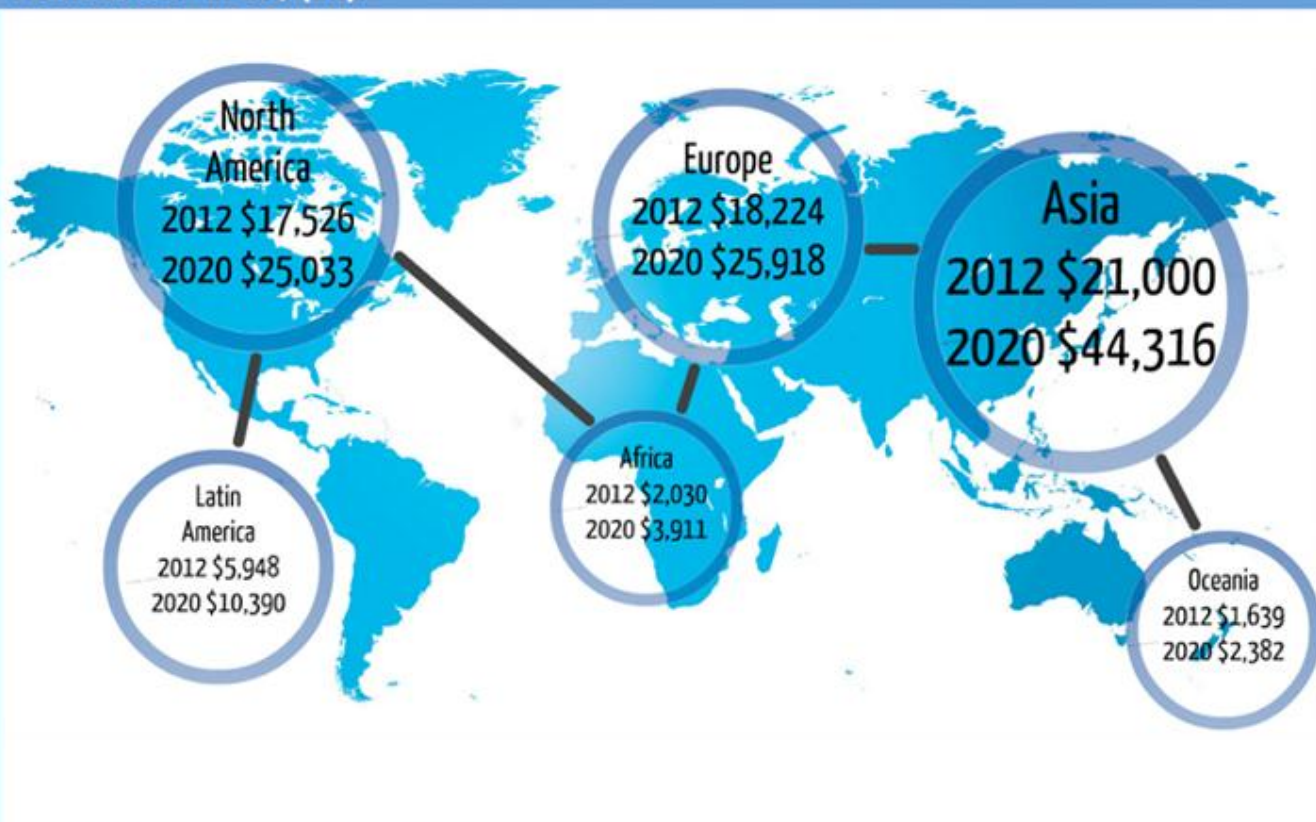 North
America
2012 $17,526
2020 $25,033
Europe
2012 $18,224
2020 $25,918
Asia
2012 $21,000
2020 $44,316
Latin
America
2012 $5,948
2020 $10,390
Africa
2012 $2,030
2020 $3,911
Oceania
2012 $1,639
2020 $2,382